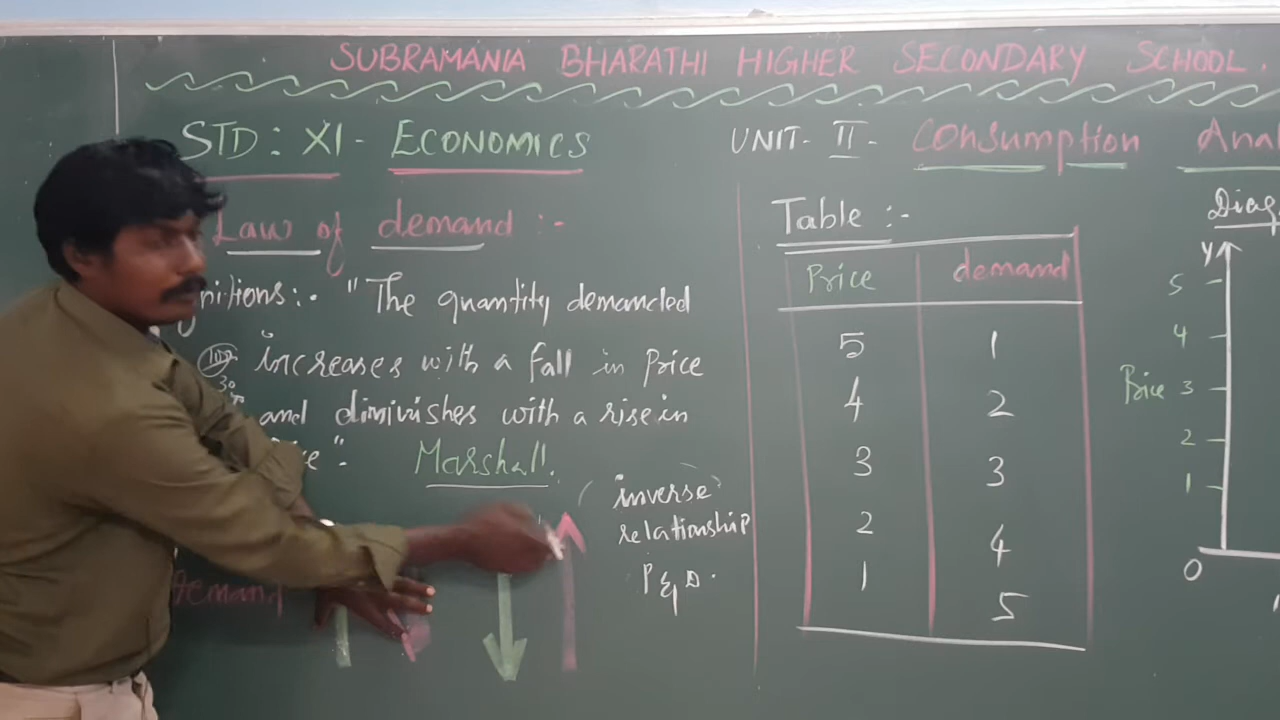 SUBRAMANIA BHARATHI HIGHER SECONDARY SCHOOL.
STD: XI - ECONOMICS
UNIT - II - Consumption
Law of demand :-
"The quantity demanded
increases with a fall in Price
and diminishes with a rise in
Marshall.
demand
(inverse
relationship
P & D.
Table :-
Price demand
5 1
4 2
3 3
2 4
1 5
Y
5
4
Price 3
2
1
0